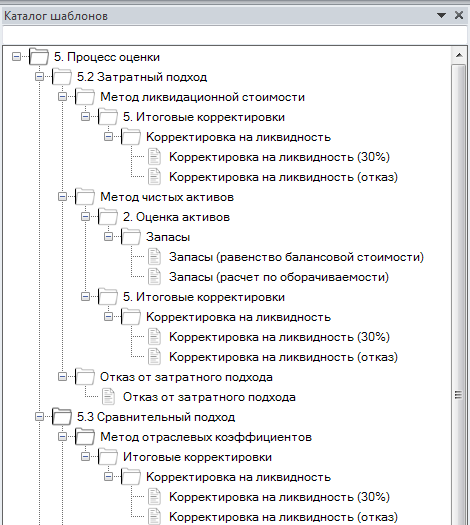 Каталог шаблонов
5. Процесс оценки
5.2 Затратный подход
Метод ликвидационной стоимости
5. Итоговые корректировки
Корректировка на ликвидность
Корректировка на ликвидность (30%)
Корректировка на ликвидность (отказ)
Метод чистых активов
2. Оценка активов
Запасы
Запасы (равенство балансовой стоимости)
Запасы (расчет по оборачиваемости)
5. Итоговые корректировки
Корректировка на ликвидность
Корректировка на ликвидность (30%)
Корректировка на ликвидность (отказ)
Отказ от затратного подхода
Отказ от затратного подхода
5.3 Сравнительный подход
Метод отраслевых коэффициентов
Итоговые корректировки
Корректировка на ликвидность
Корректировка на ликвидность (30%)
Корректировка на ликвидность (отказ)